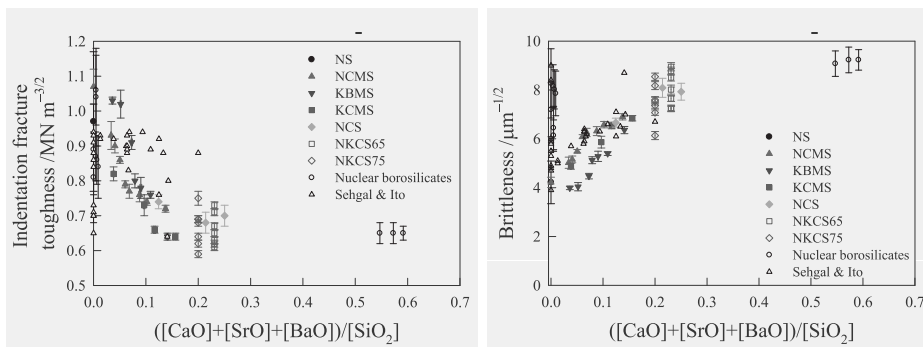 Indentation fracture
toughness /MN m⁻³/²
1.2
1.1
1.0
0.9
0.8
0.7
0.6
0.5
0.0 0.1 0.2 0.3 0.4 0.5 0.6 0.7
([CaO]+[SrO]+[BaO])/[SiO₂]
NS
NCMS
KBMS
KCMS
NCS
NKCS65
NKCS75
Nuclear borosilicates
Sehgal & Ito
Brittleness /μm⁻¹/²
10
8
6
4
2
0
0.0 0.1 0.2 0.3 0.4 0.5 0.6 0.7
([CaO]+[SrO]+[BaO])/[SiO₂]
NS
NCMS
KBMS
KCMS
NCS
NKCS65
NKCS75
Nuclear borosilicates
Sehgal & Ito